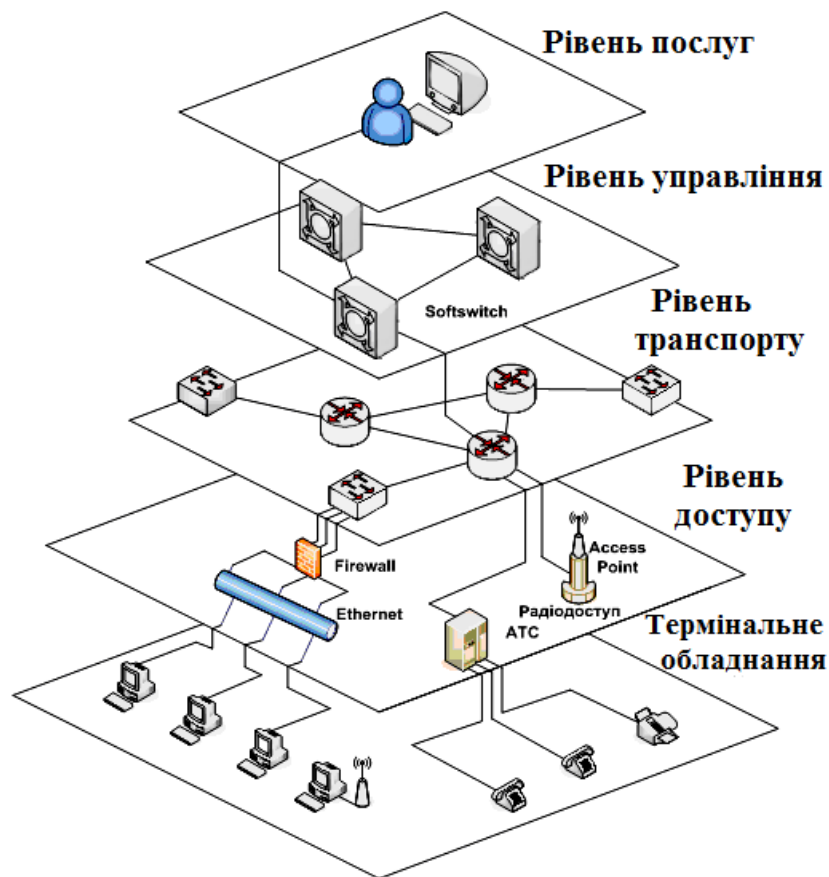 Рівень послуг
Рівень управління
Softswitch
Рівень
транспорту
Рівень
доступу
Firewall
Access
Point
Ethernet
Радіодоступ
АТС
Термінальне
обладнання